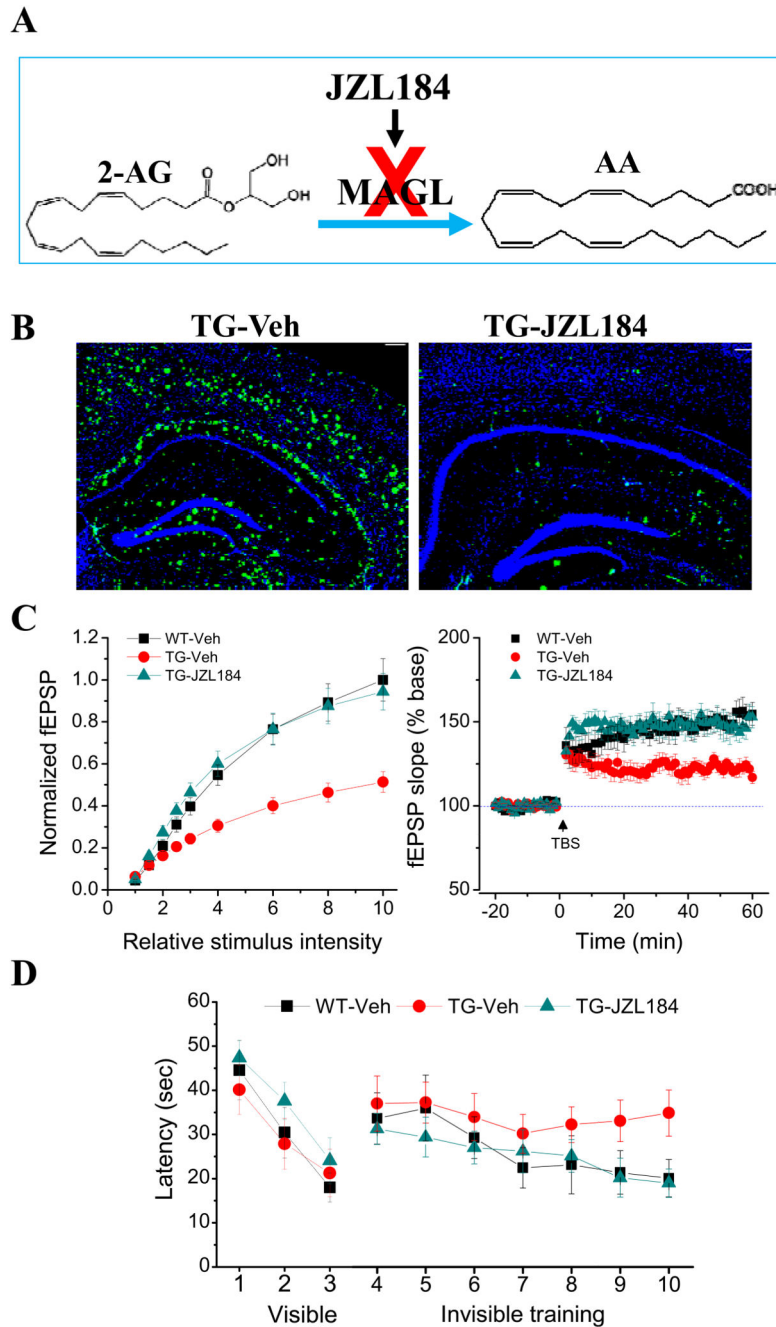 A
JZL184
2-AG
O
OH
O
OH
MAGL
AA
COOH
B
TG-Veh
TG-JZL184
C
WT-Veh
TG-Veh
TG-JZL184
Normalized fEPSP
1.2
1.0
0.8
0.6
0.4
0.2
0.0
0 2 4 6 8 10
Relative stimulus intensity
WT-Veh
TG-Veh
TG-JZL184
fEPSP slope (% base)
200
150
100
50
TBS
-20 0 20 40 60
Time (min)
D
WT-Veh TG-Veh TG-JZL184
Latency (sec)
60
50
40
30
20
10
0
1 2 3 4 5 6 7 8 9 10
Visible Invisible training